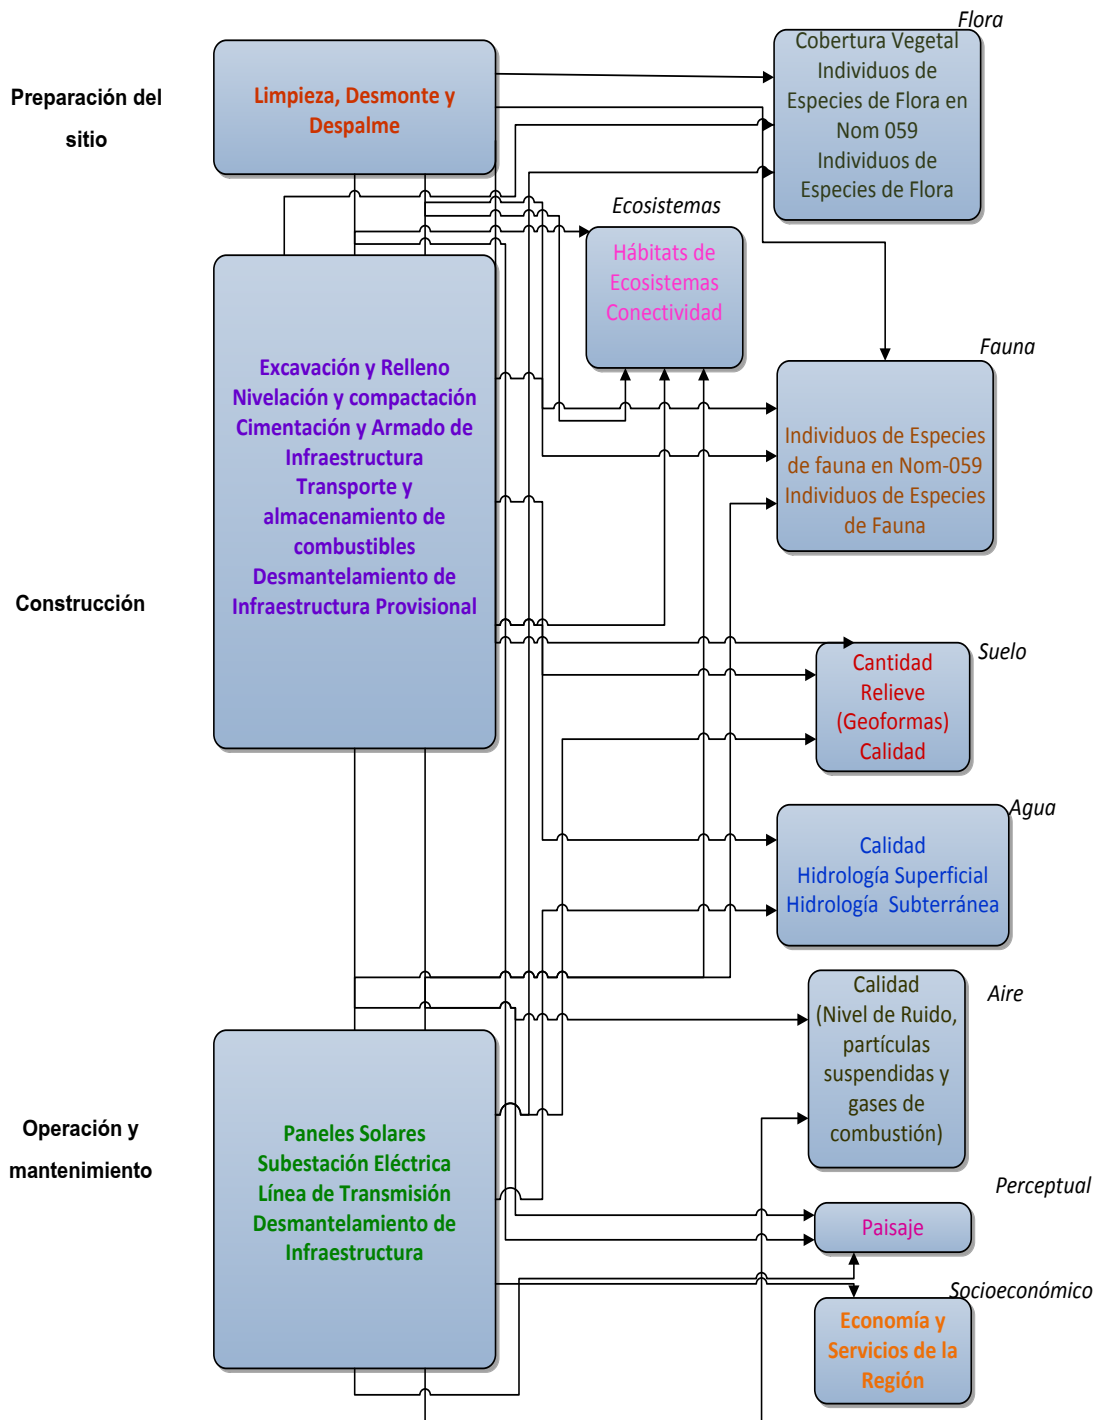 Flora
Preparación del
sitio
Limpieza, Desmonte y
Despalme
Cobertura Vegetal
Individuos de
Especies de Flora en
Nom 059
Individuos de
Especies de Flora
Ecosistemas
Hábitats de
Ecosistemas
Conectividad
Fauna
Individuos de Especies
de fauna en Nom-059
Individuos de Especies
de Fauna
Construcción
Excavación y Relleno
Nivelación y compactación
Cimentación y Armado de
Infraestructura
Transporte y
almacenamiento de
combustibles
Desmantelamiento de
Infraestructura Provisional
Suelo
Cantidad
Relieve
(Geoformas)
Calidad
Agua
Calidad
Hidrología Superficial
Hidrología Subterránea
Aire
Calidad
(Nivel de Ruido,
partículas
suspendidas y
gases de
combustión)
Operación y
mantenimiento
Paneles Solares
Subestación Eléctrica
Línea de Transmisión
Desmantelamiento de
Infraestructura
Perceptual
Paisaje
Socioeconómico
Economía y
Servicios de la
Región